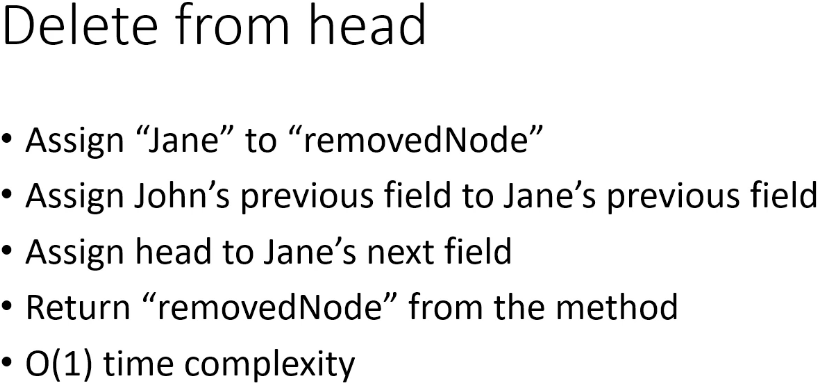 Delete from head
• Assign “Jane” to “removedNode”
• Assign John’s previous field to Jane’s previous field
• Assign head to Jane’s next field
• Return “removedNode” from the method
• O(1) time complexity